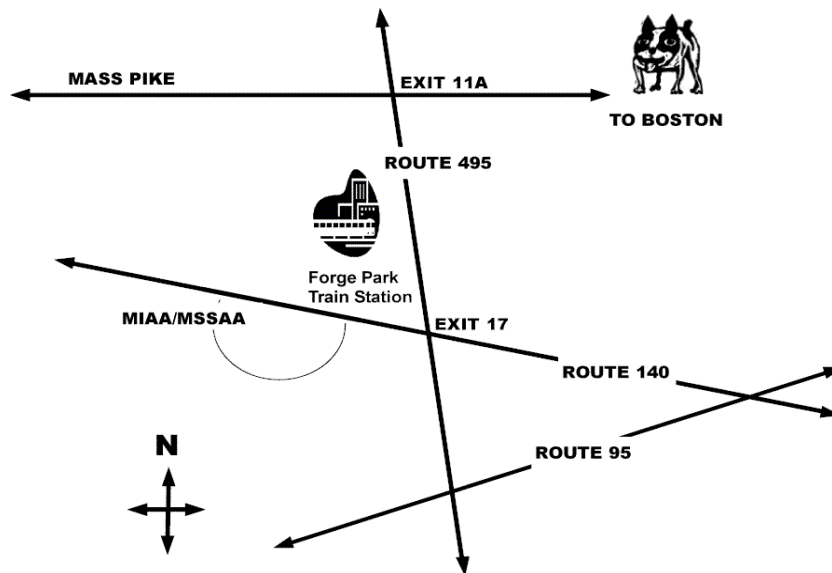 MASS PIKE
EXIT 11A
TO BOSTON
ROUTE 495
Forge Park
Train Station
MIAA/MSSAA
EXIT 17
ROUTE 140
ROUTE 95
N